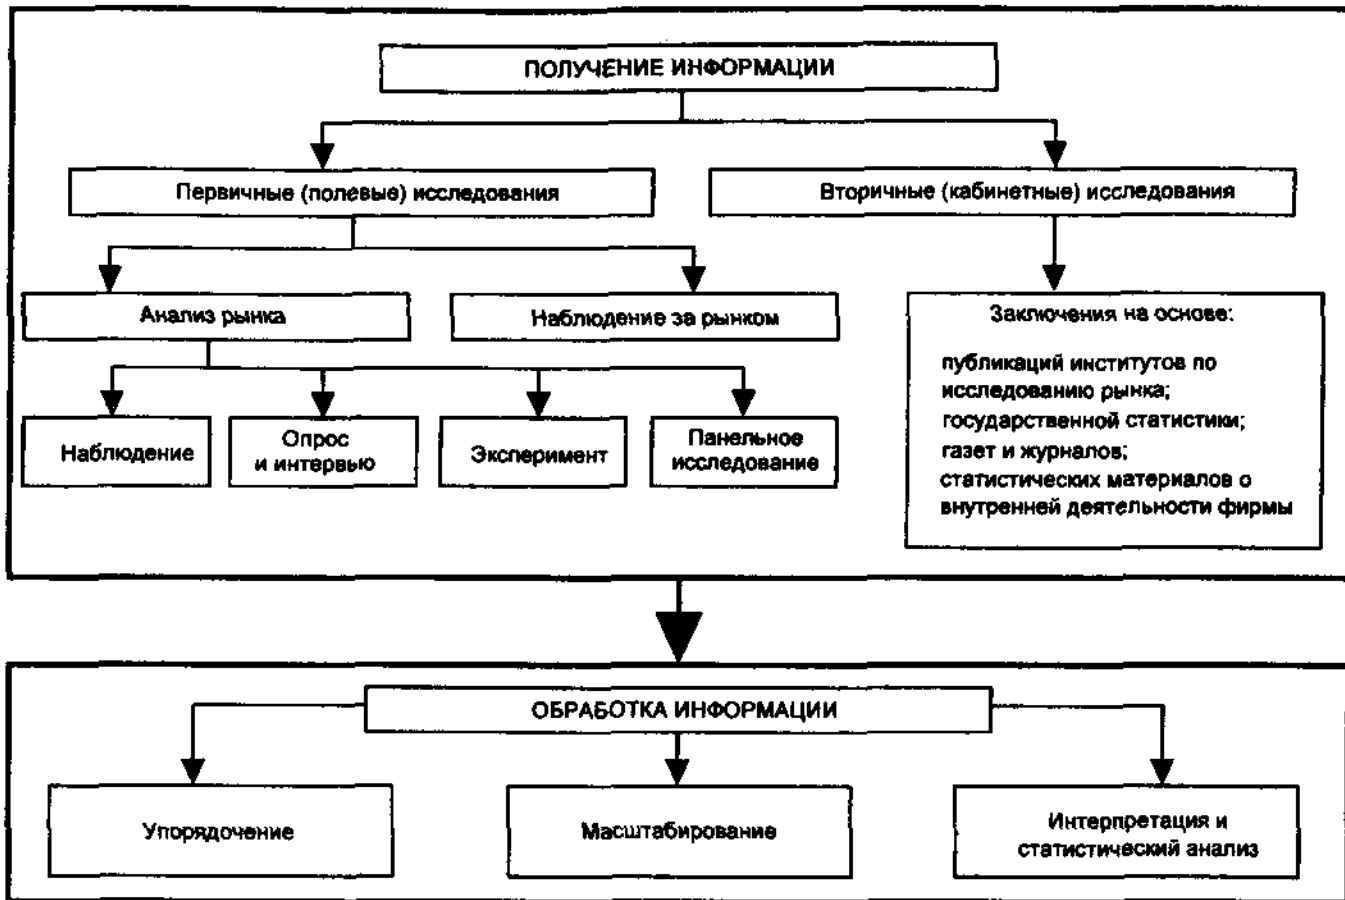 ПОЛУЧЕНИЕ ИНФОРМАЦИИ
Первичные (полевые) исследования
Вторичные (кабинетные) исследования
Анализ рынка
Наблюдение за рынком
Наблюдение
Опрос
и интервью
Эксперимент
Панельное
исследование
Заключения на основе:
публикаций институтов по
исследованию рынка;
государственной статистики;
газет и журналов;
статистических материалов о
внутренней деятельности фирмы
ОБРАБОТКА ИНФОРМАЦИИ
Упорядочение
Масштабирование
Интерпретация и
статистический анализ